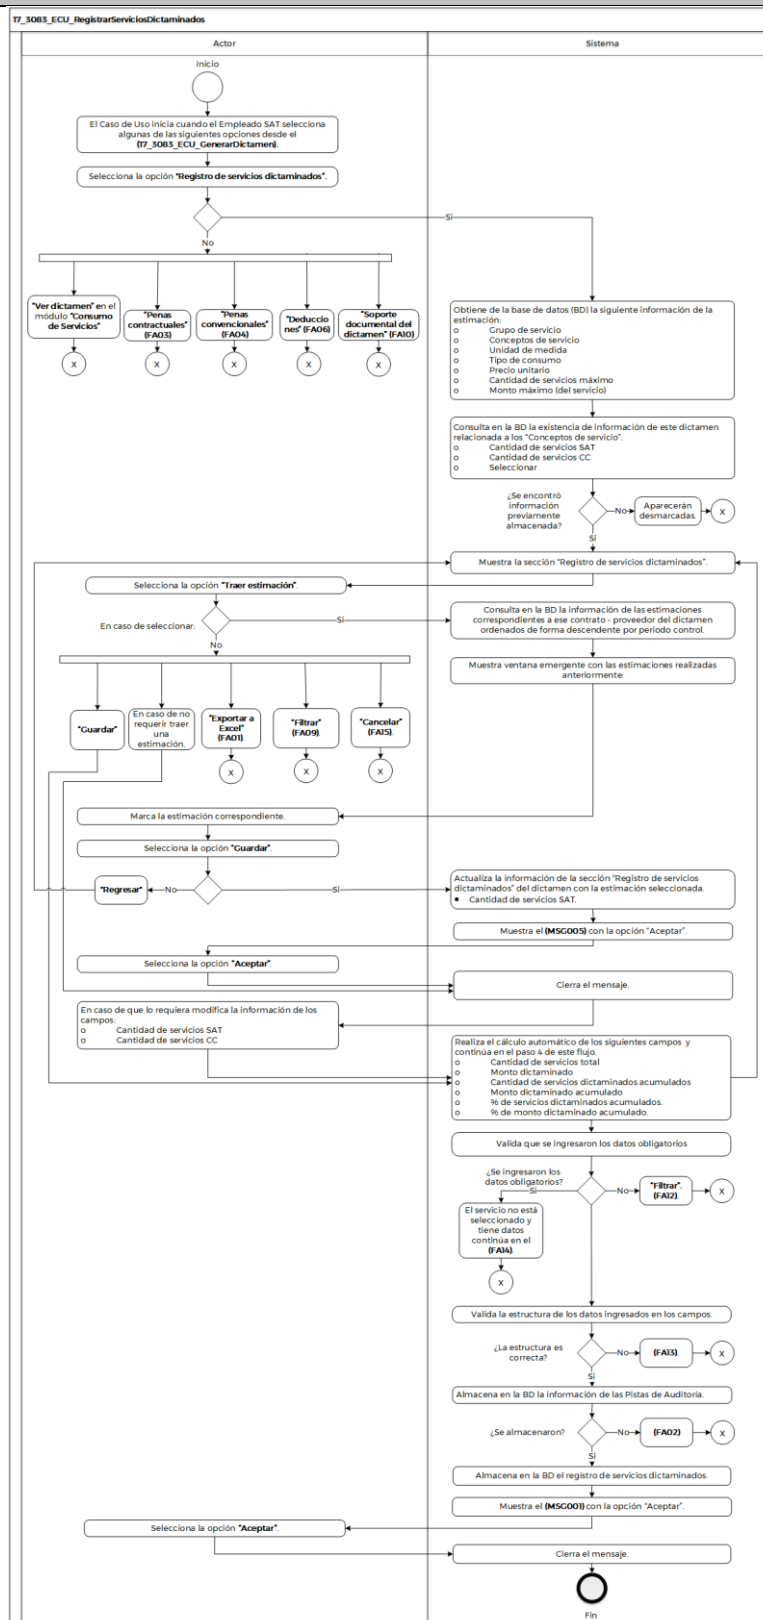 17_3083_ECU_RegistrarServiciosDictaminados
Actor
Sistema
Inicio
El Caso de Uso inicia cuando el Empleado SAT selecciona
algunas de las siguientes opciones desde el
(17_3083_ECU_GenerarDictamen).
Selecciona la opción "Registro de servicios dictaminados".
Si
No
"Ver dictamen" en el
módulo "Consumo
de Servicios"
"Penas
contractuales"
(FA03)
"Penas
convencionales"
(FA04)
"Deduccio
nes" (FA06)
"Soporte
documental del
dictamen" (FA10)
X
X
X
X
X
Obtiene de la base de datos (BD) la siguiente información de la
estimación:
o Grupo de servicio
o Conceptos de servicio
o Unidad de medida
o Tipo de consumo
o Precio unitario
o Cantidad de servicios máximo
o Monto máximo (del servicio)
Consulta en la BD la existencia de información de este dictamen
relacionada a los "Conceptos de servicio".
o Cantidad de servicios SAT
o Cantidad de servicios CC
o Seleccionar
¿Se encontró
información
previamente
almacenada?
No
Aparecerán
desmarcadas.
X
Si
Muestra la sección "Registro de servicios dictaminados".
Selecciona la opción "Traer estimación".
En caso de seleccionar:
Si
No
Consulta en la BD la información de las estimaciones
correspondientes a ese contrato - proveedor del dictamen
ordenados de forma descendente por periodo control.
Muestra ventana emergente con las estimaciones realizadas
anteriormente.
"Guardar"
En caso de no
requerir traer
una
estimación.
"Exportar a
Excel"
(FA01).
"Filtrar"
(FA09).
"Cancelar"
(FA15).
X
X
X
Marca la estimación correspondiente.
Selecciona la opción "Guardar".
"Regresar"
No
Si
Actualiza la información de la sección "Registro de servicios
dictaminados" del dictamen con la estimación seleccionada.
• Cantidad de servicios SAT.
Muestra el (MSG005) con la opción "Aceptar".
Selecciona la opción "Aceptar".
Cierra el mensaje.
En caso de que lo requiera modifica la información de los
campos:
o Cantidad de servicios SAT
o Cantidad de servicios CC
Realiza el cálculo automático de los siguientes campos y
continúa en el paso 4 de este flujo.
o Cantidad de servicios total
o Monto dictaminado
o Cantidad de servicios dictaminados acumulados
o Monto dictaminado acumulado
o % de servicios dictaminados acumulados.
o % de monto dictaminado acumulado.
Valida que se ingresaron los datos obligatorios
¿Se ingresaron los
datos obligatorios?
Si
No
"Filtrar".
(FA12).
X
El servicio no está
seleccionado y
tiene datos
continúa en el
(FA14).
X
Valida la estructura de los datos ingresados en los campos.
¿La estructura es
correcta?
No
(FA13).
X
Si
Almacena en la BD la información de las Pistas de Auditoría.
¿Se almacenaron?
No
(FA02)
X
Si
Almacena en la BD el registro de servicios dictaminados.
Muestra el (MSG001) con la opción "Aceptar".
Selecciona la opción "Aceptar".
Cierra el mensaje.
Fin